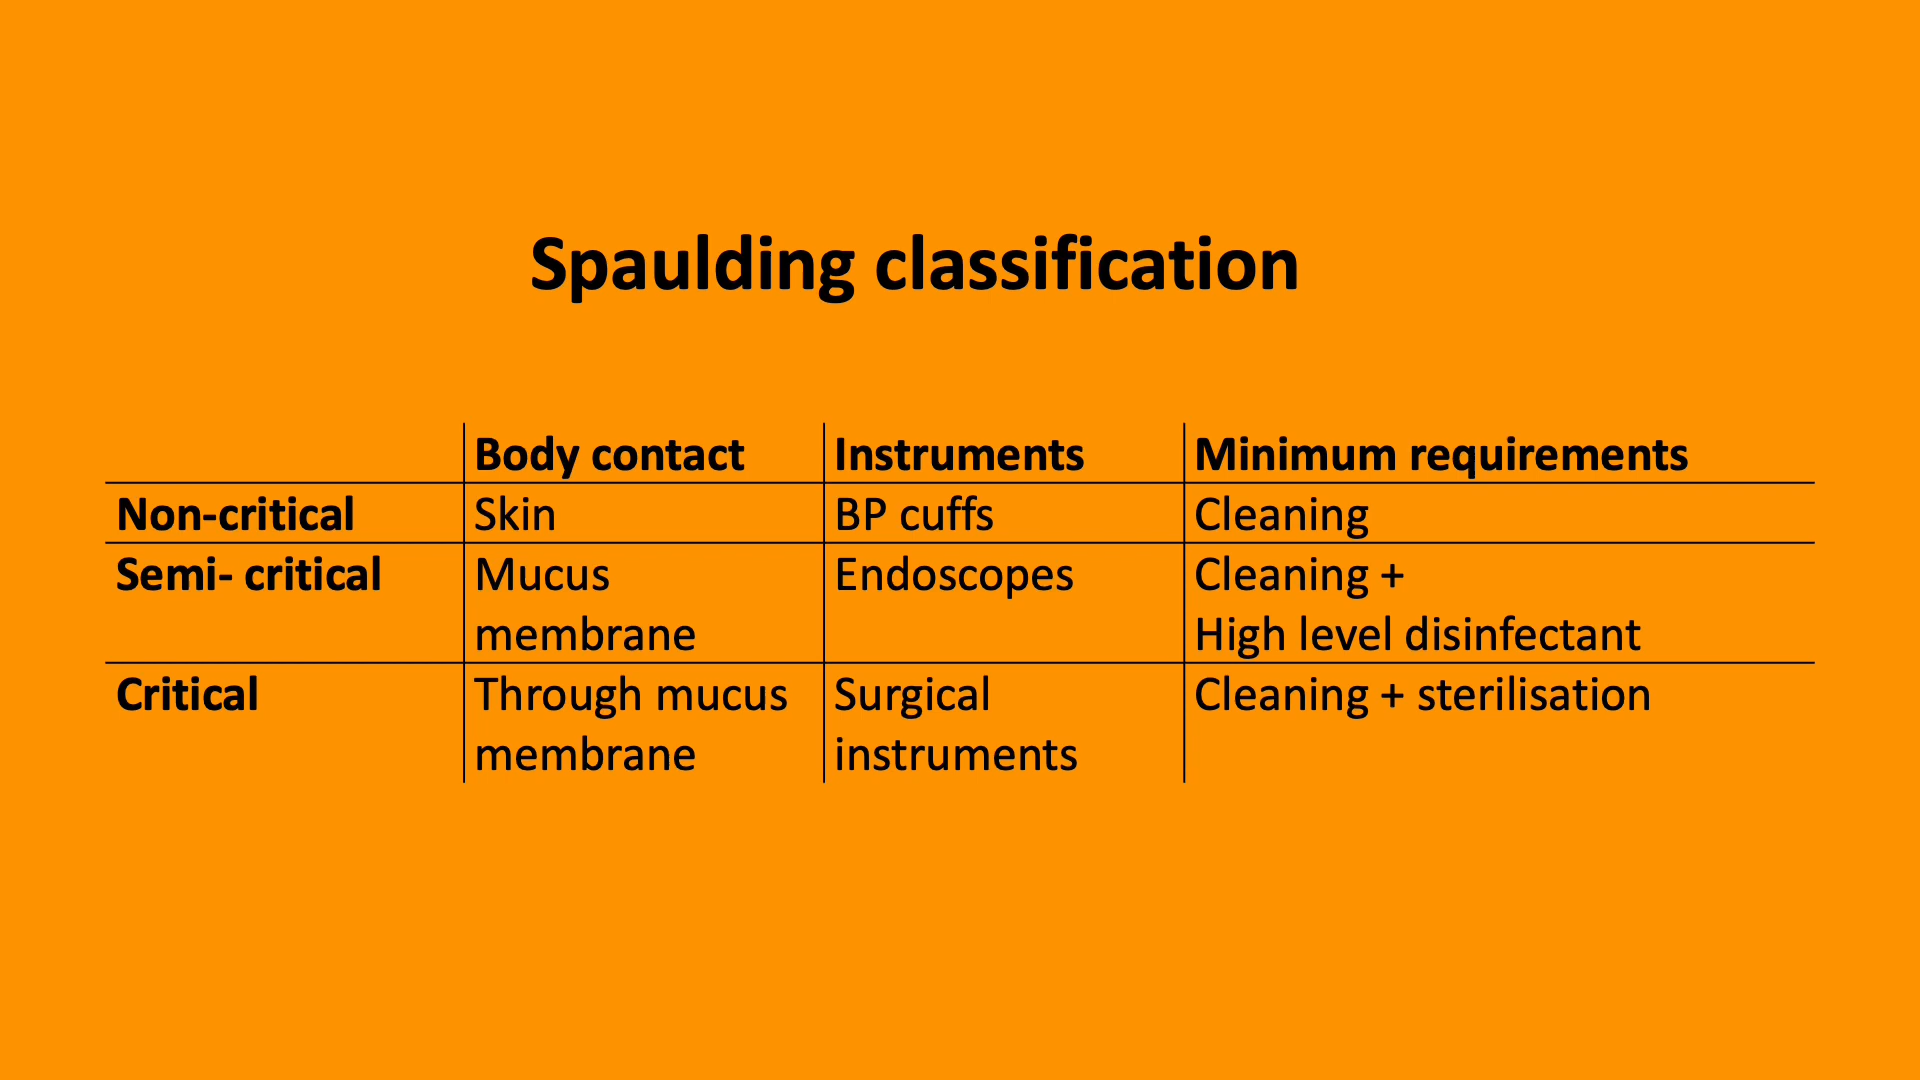 Spaulding classification
Body contact Instruments Minimum requirements
Non-critical Skin BP cuffs Cleaning
Semi- critical Mucus membrane Endoscopes Cleaning +
High level disinfectant
Critical Through mucus membrane Surgical instruments Cleaning + sterilisation